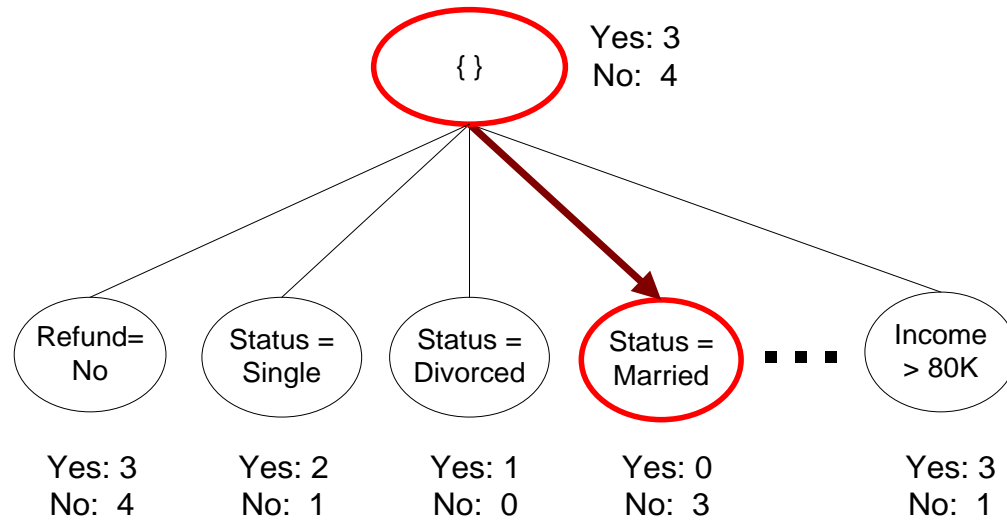 { }
Yes: 3
No: 4
Refund=
No
Status =
Single
Status =
Divorced
Status =
Married
Income
> 80K
Yes: 3
No: 4
Yes: 2
No: 1
Yes: 1
No: 0
Yes: 0
No: 3
Yes: 3
No: 1